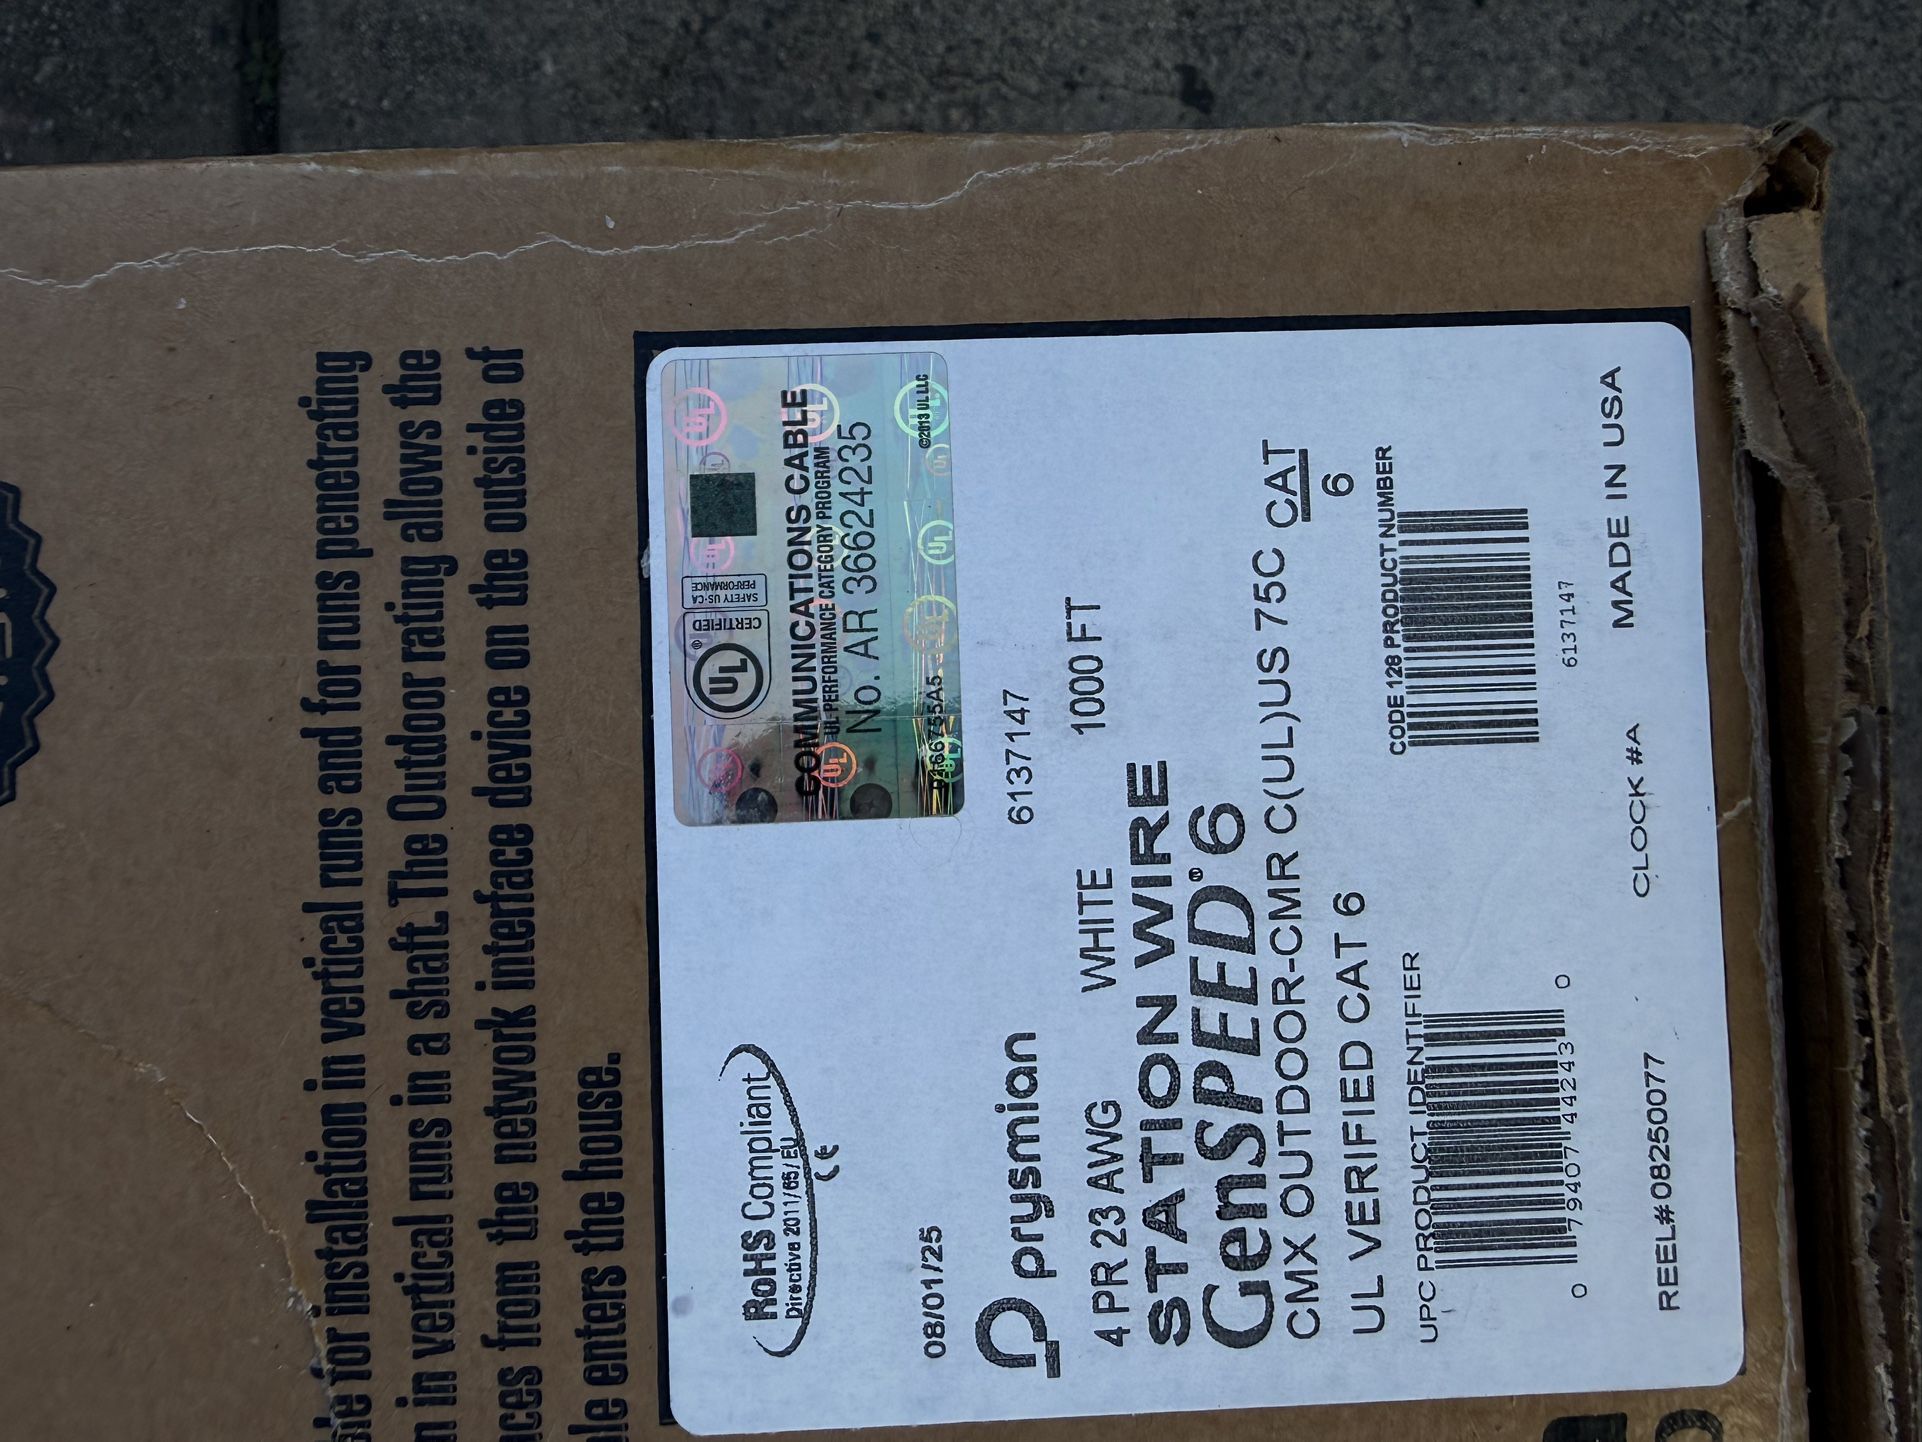 for installation in vertical runs and for runs penetrating
in vertical runs in a shaft. The Outdoor rating allows the
from the network interface device on the outside of
enters the house.
RoHS Compliant
Directive 2011/65/EU
CE
UL
CERTIFIED
SAFETY US-CA
PERFORMANCE
COMMUNICATIONS CABLE
UL PERFORMANCE CATEGORY PROGRAM
No. AR 36624235
©2013 UL LLC
08/01/25
prysmian 6137147
4 PR 23 AWG WHITE 1000 FT
STATION WIRE
GenSPEED® 6
CMX OUTDOOR-CMR C(UL)US 75C CAT
6
UL VERIFIED CAT 6
UPC PRODUCT IDENTIFIER CODE 128 PRODUCT NUMBER
0 79407 44243 0
6137147
REEL#08250077 CLOCK #A MADE IN USA